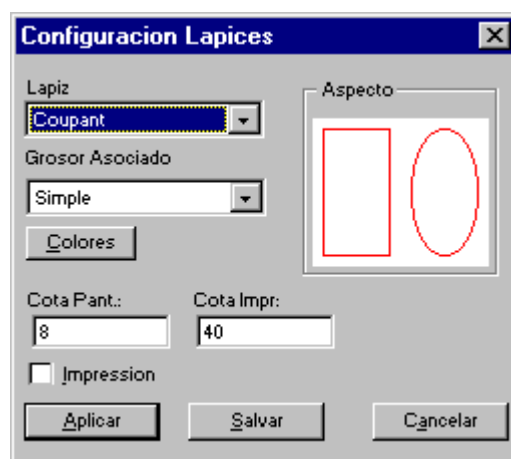 Configuracion Lapices
Lapiz
Aspecto
Coupant
Grosor Asociado
Simple
Colores
Cota Pant.: Cota Impr:
8 40
Impression
Aplicar Salvar Cancelar